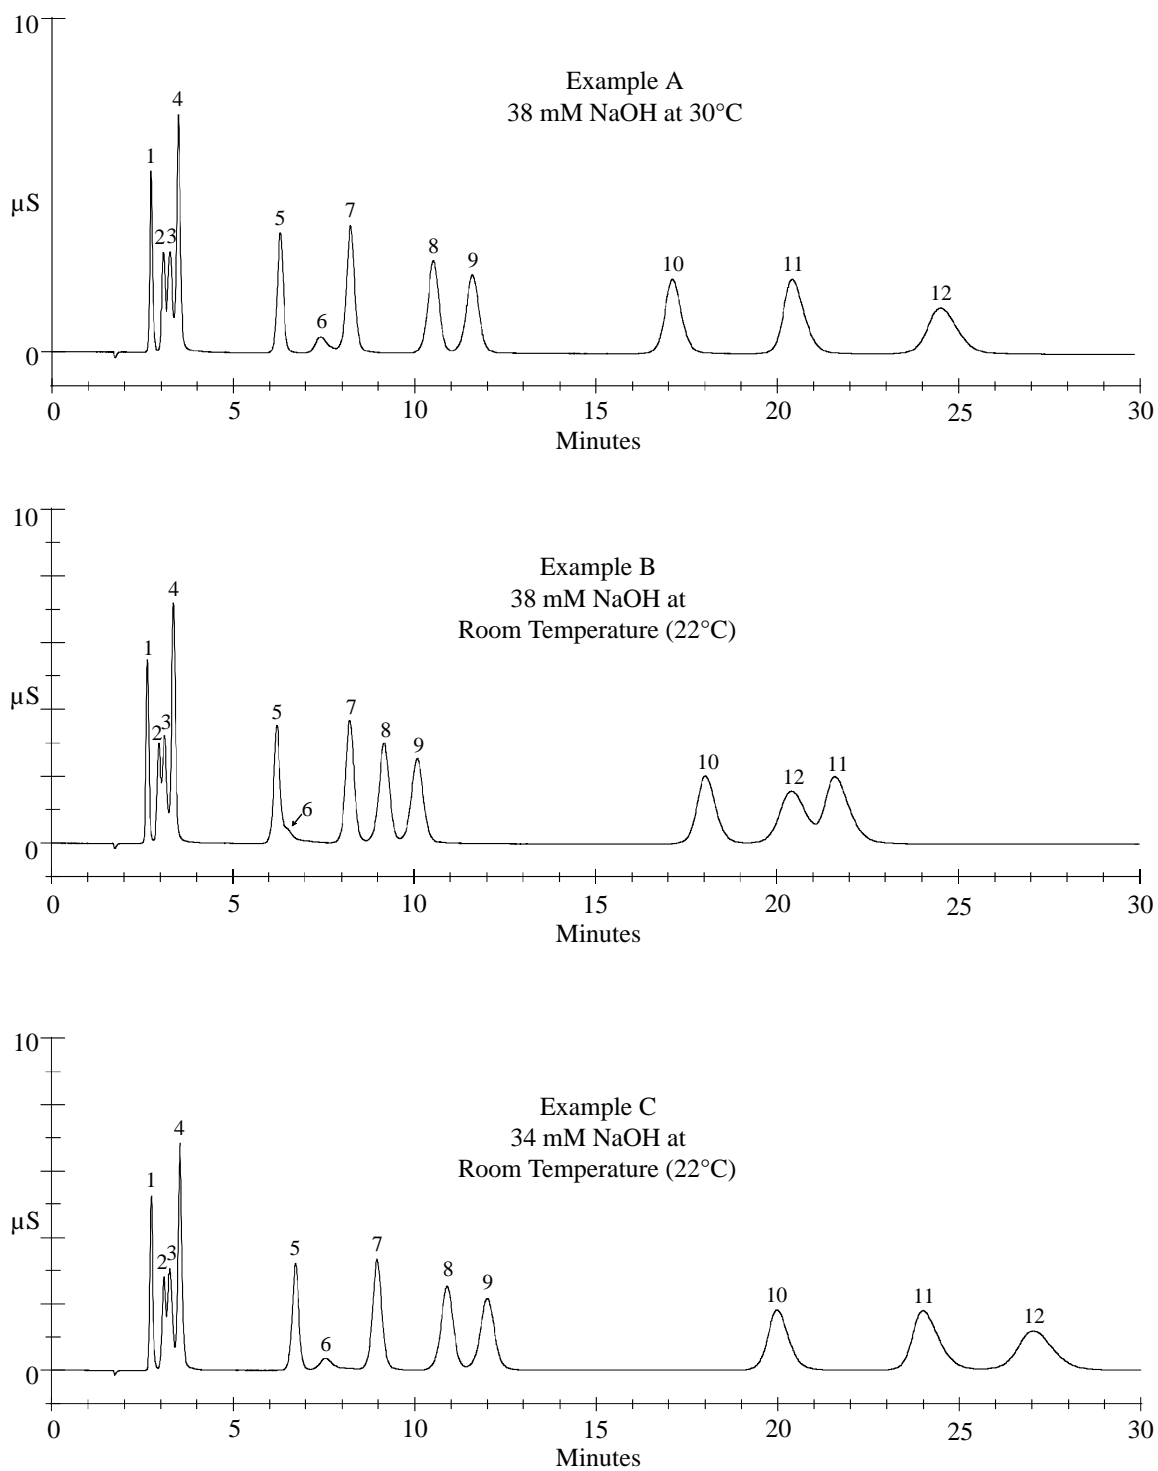 10
Example A
38 mM NaOH at 30°C
4
1
µS
2 3
5
7
8
9
10
11
6
12
0
0 5 10 15 20 25 30
Minutes
10
Example B
38 mM NaOH at
Room Temperature (22°C)
4
1
µS
2 3
5
7
8
9
10
12
11
6
0
0 5 10 15 20 25 30
Minutes
10
Example C
34 mM NaOH at
Room Temperature (22°C)
4
1
µS
2 3
5
7
8
9
10
11
12
6
0
0 5 10 15 20 25 30
Minutes